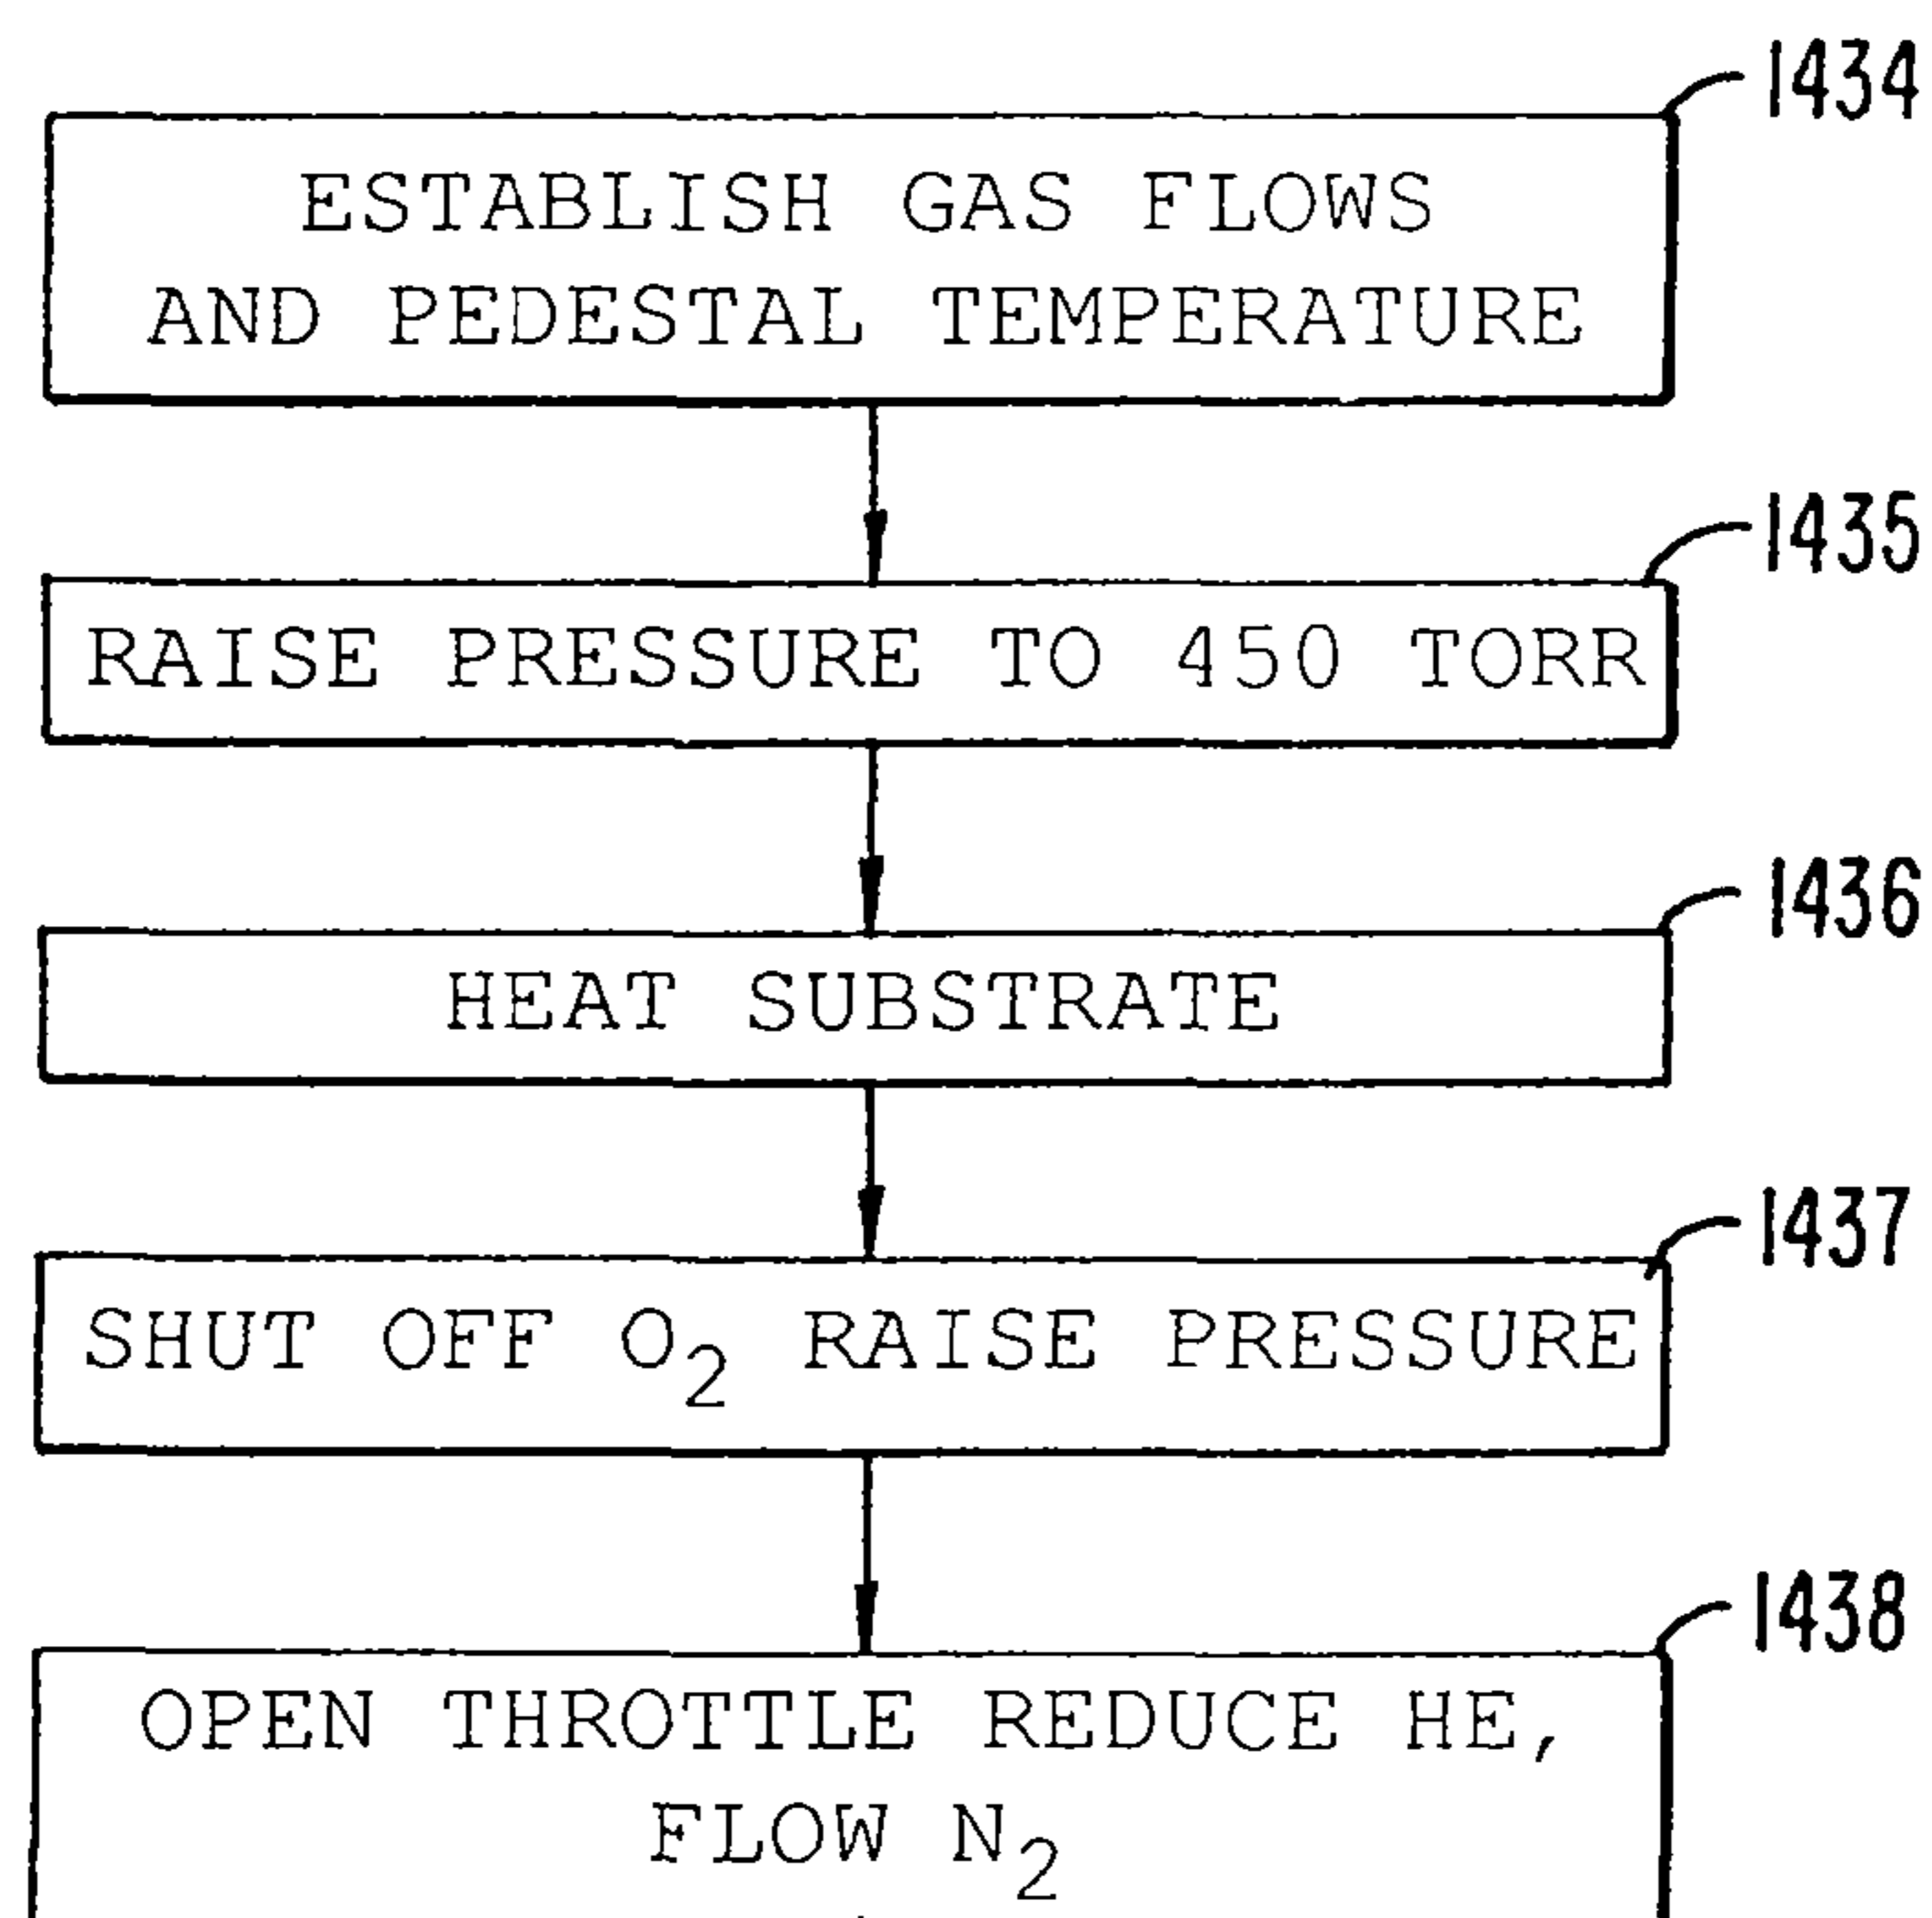 1434
ESTABLISH GAS FLOWS
AND PEDESTAL TEMPERATURE
1435
RAISE PRESSURE TO 450 TORR
1436
HEAT SUBSTRATE
1437
SHUT OFF O₂ RAISE PRESSURE
1438
OPEN THROTTLE REDUCE HE,
FLOW N₂